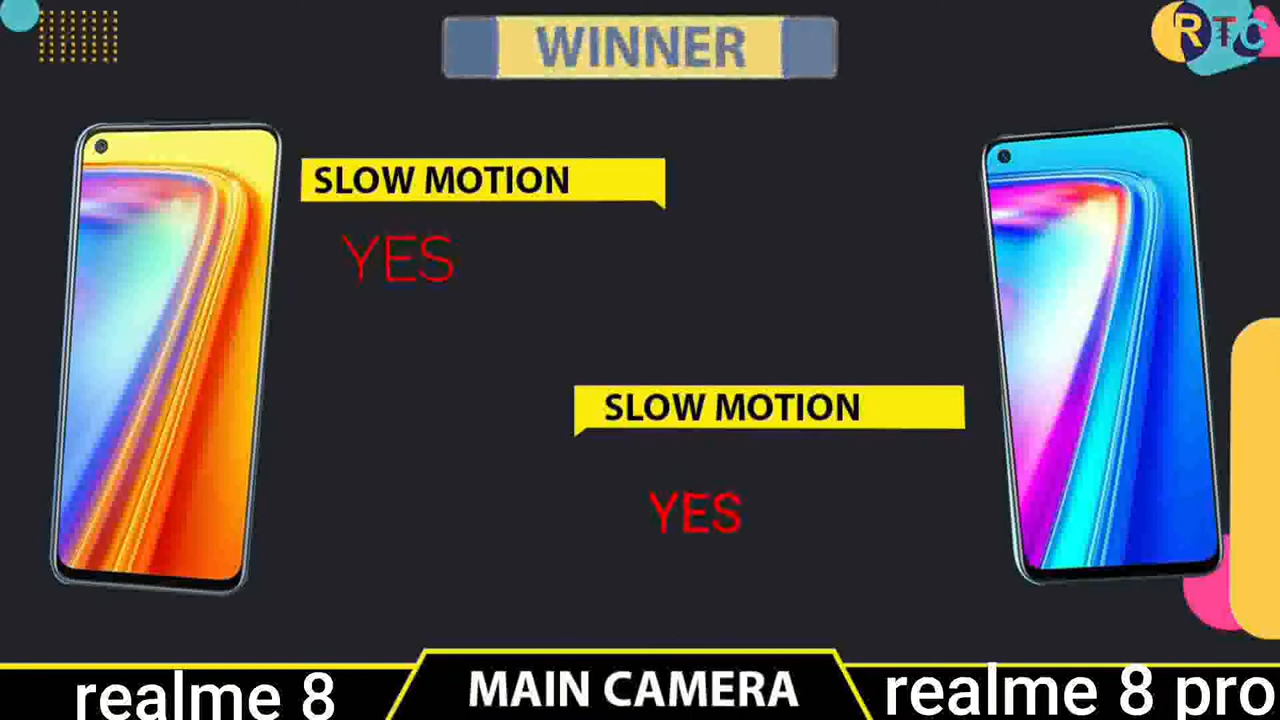 WINNER
RTC
SLOW MOTION
YES
SLOW MOTION
YES
realme 8
MAIN CAMERA
realme 8 pro